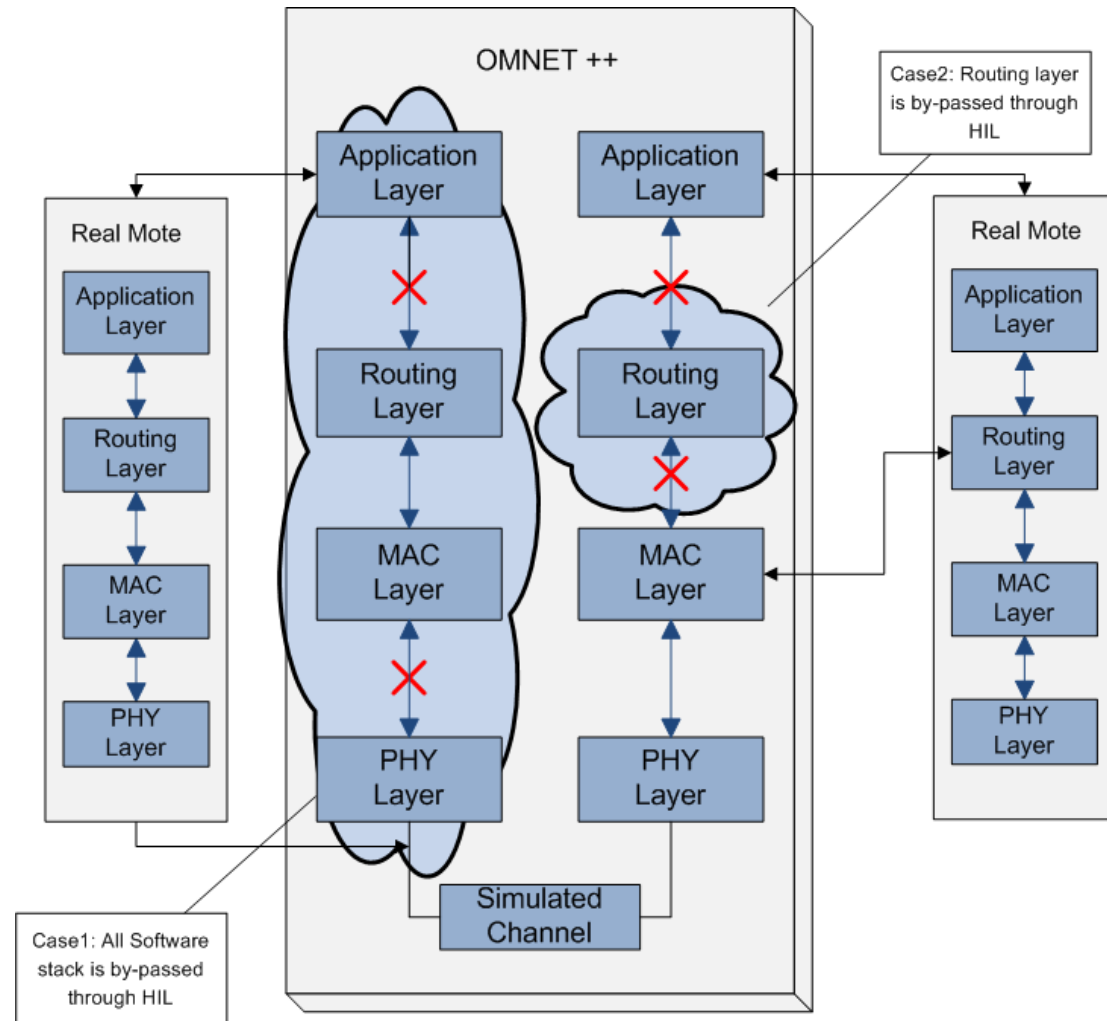 OMNET ++
Case2: Routing layer
is by-passed through
HIL
Application
Layer
Routing
Layer
MAC
Layer
PHY
Layer
Application
Layer
Routing
Layer
MAC
Layer
PHY
Layer
Simulated
Channel
Real Mote
Application
Layer
Routing
Layer
MAC
Layer
PHY
Layer
Real Mote
Application
Layer
Routing
Layer
MAC
Layer
PHY
Layer
Case1: All Software
stack is by-passed
through HIL